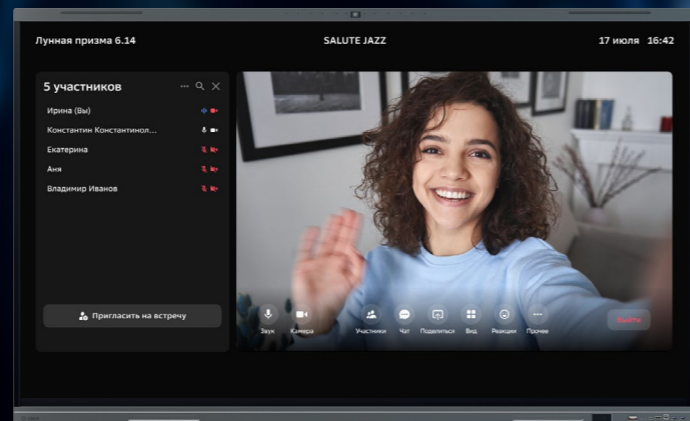 Лунная призма 6.14
SALUTE JAZZ
17 июля 16:42
5 участников
Ирина (Вы)
Константин Константинол...
Екатерина
Аня
Владимир Иванов
Пригласить на встречу
Звук
Камера
Участники
Чат
Поделиться
Вид
Реакции
Прочее
Выйти